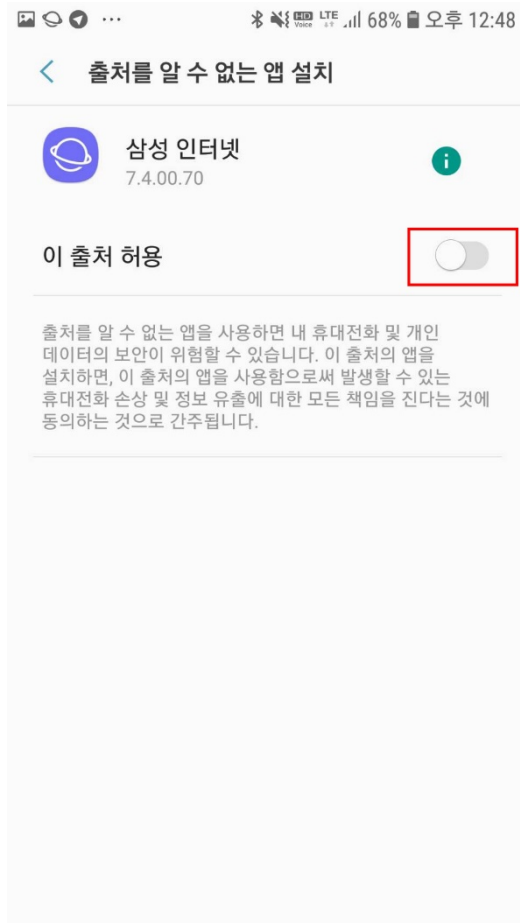 ... HD Voice LTE 68% 오후 12:48
출처를 알 수 없는 앱 설치
삼성 인터넷
7.4.00.70
i
이 출처 허용
출처를 알 수 없는 앱을 사용하면 내 휴대전화 및 개인
데이터의 보안이 위험할 수 있습니다. 이 출처의 앱을
설치하면, 이 출처의 앱을 사용함으로써 발생할 수 있는
휴대전화 손상 및 정보 유출에 대한 모든 책임을 진다는 것에
동의하는 것으로 간주됩니다.